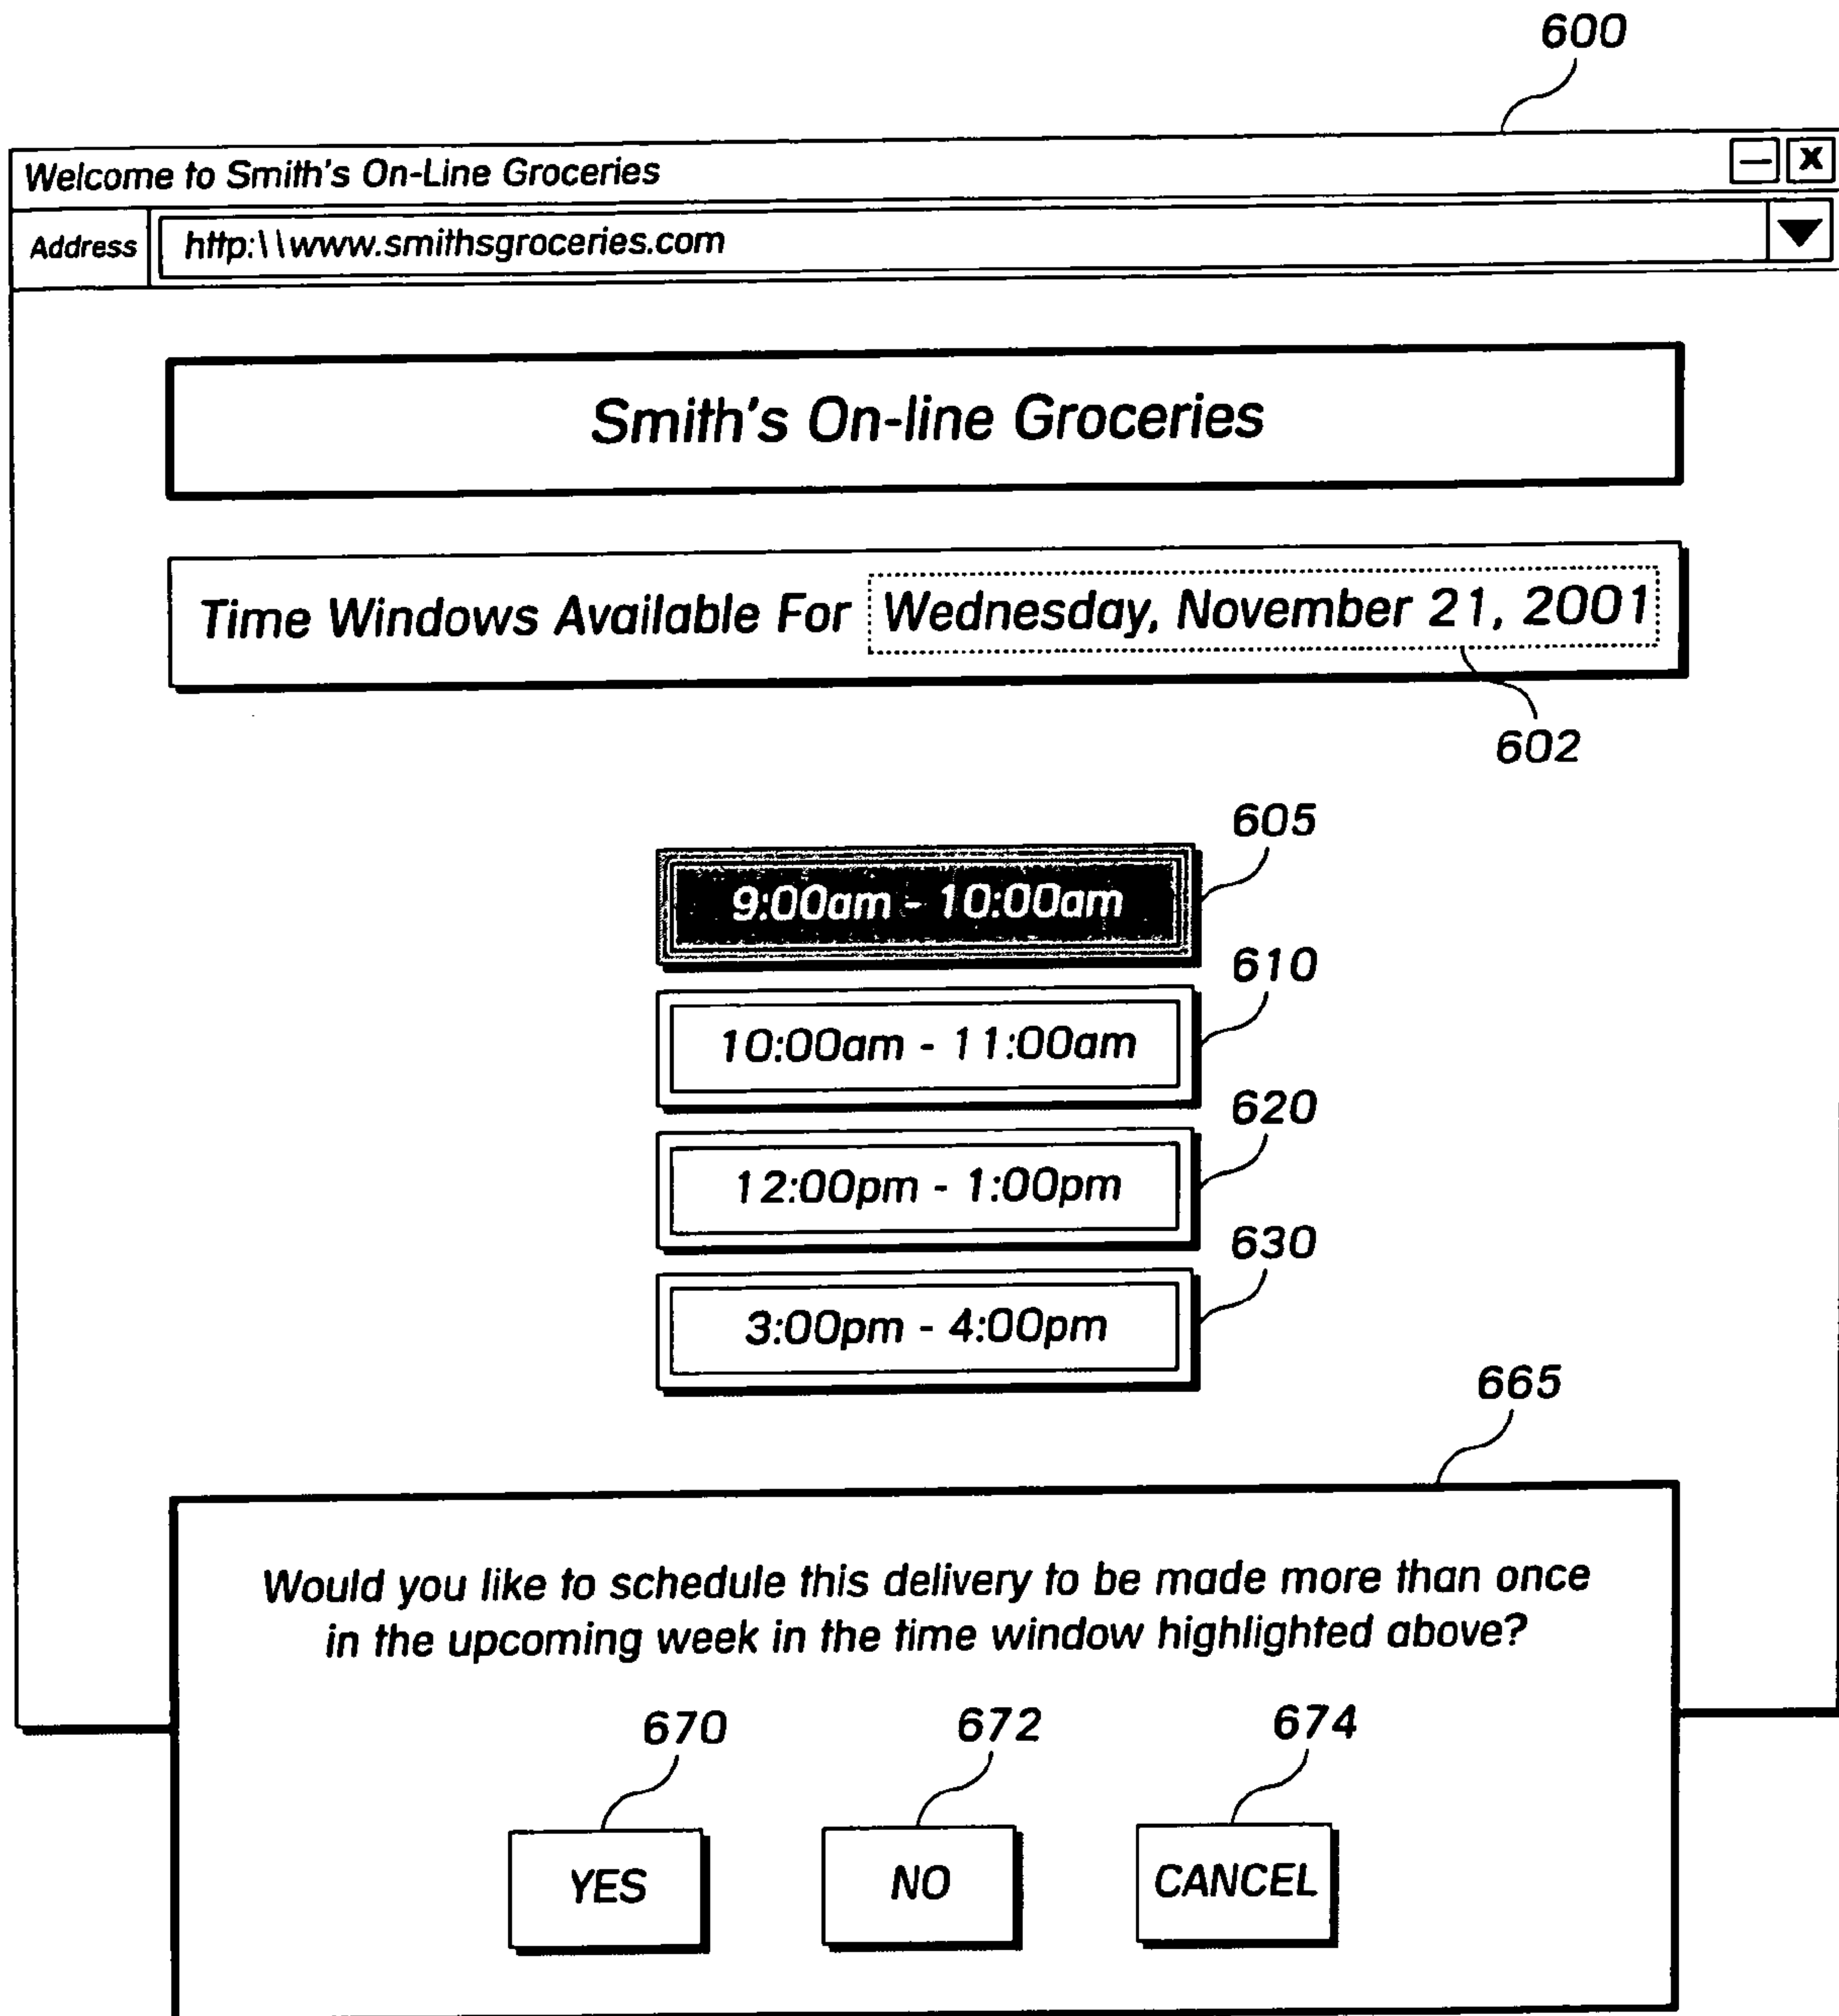 600
Welcome to Smith's On-Line Groceries
Address http:\\www.smithsgroceries.com
Smith's On-line Groceries
Time Windows Available For Wednesday, November 21, 2001
602
605
9:00am - 10:00am
610
10:00am - 11:00am
620
12:00pm - 1:00pm
630
3:00pm - 4:00pm
665
Would you like to schedule this delivery to be made more than once
in the upcoming week in the time window highlighted above?
670 672 674
YES NO CANCEL